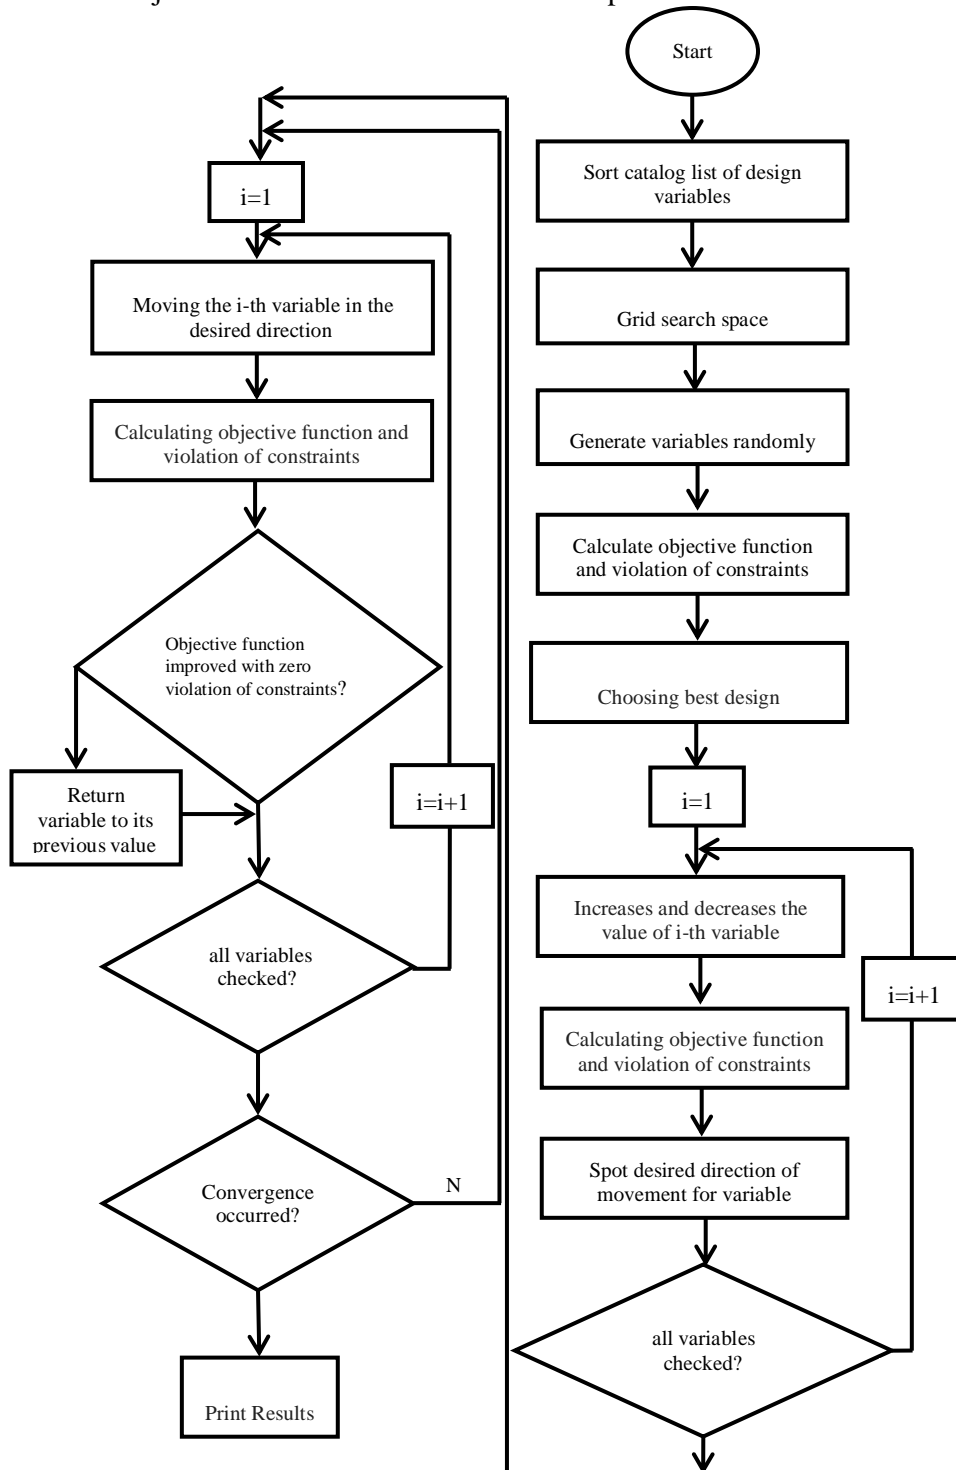 Start
Sort catalog list of design
variables
Grid search space
Generate variables randomly
Calculate objective function
and violation of constraints
Choosing best design
i=1
Increases and decreases the
value of i-th variable
i=i+1
Calculating objective function
and violation of constraints
Spot desired direction of
movement for variable
all variables
checked?
i=1
Moving the i-th variable in the
desired direction
Calculating objective function and
violation of constraints
Objective function
improved with zero
violation of constraints?
Return
variable to its
previous value
i=i+1
all variables
checked?
Convergence
occurred?
N
Print Results